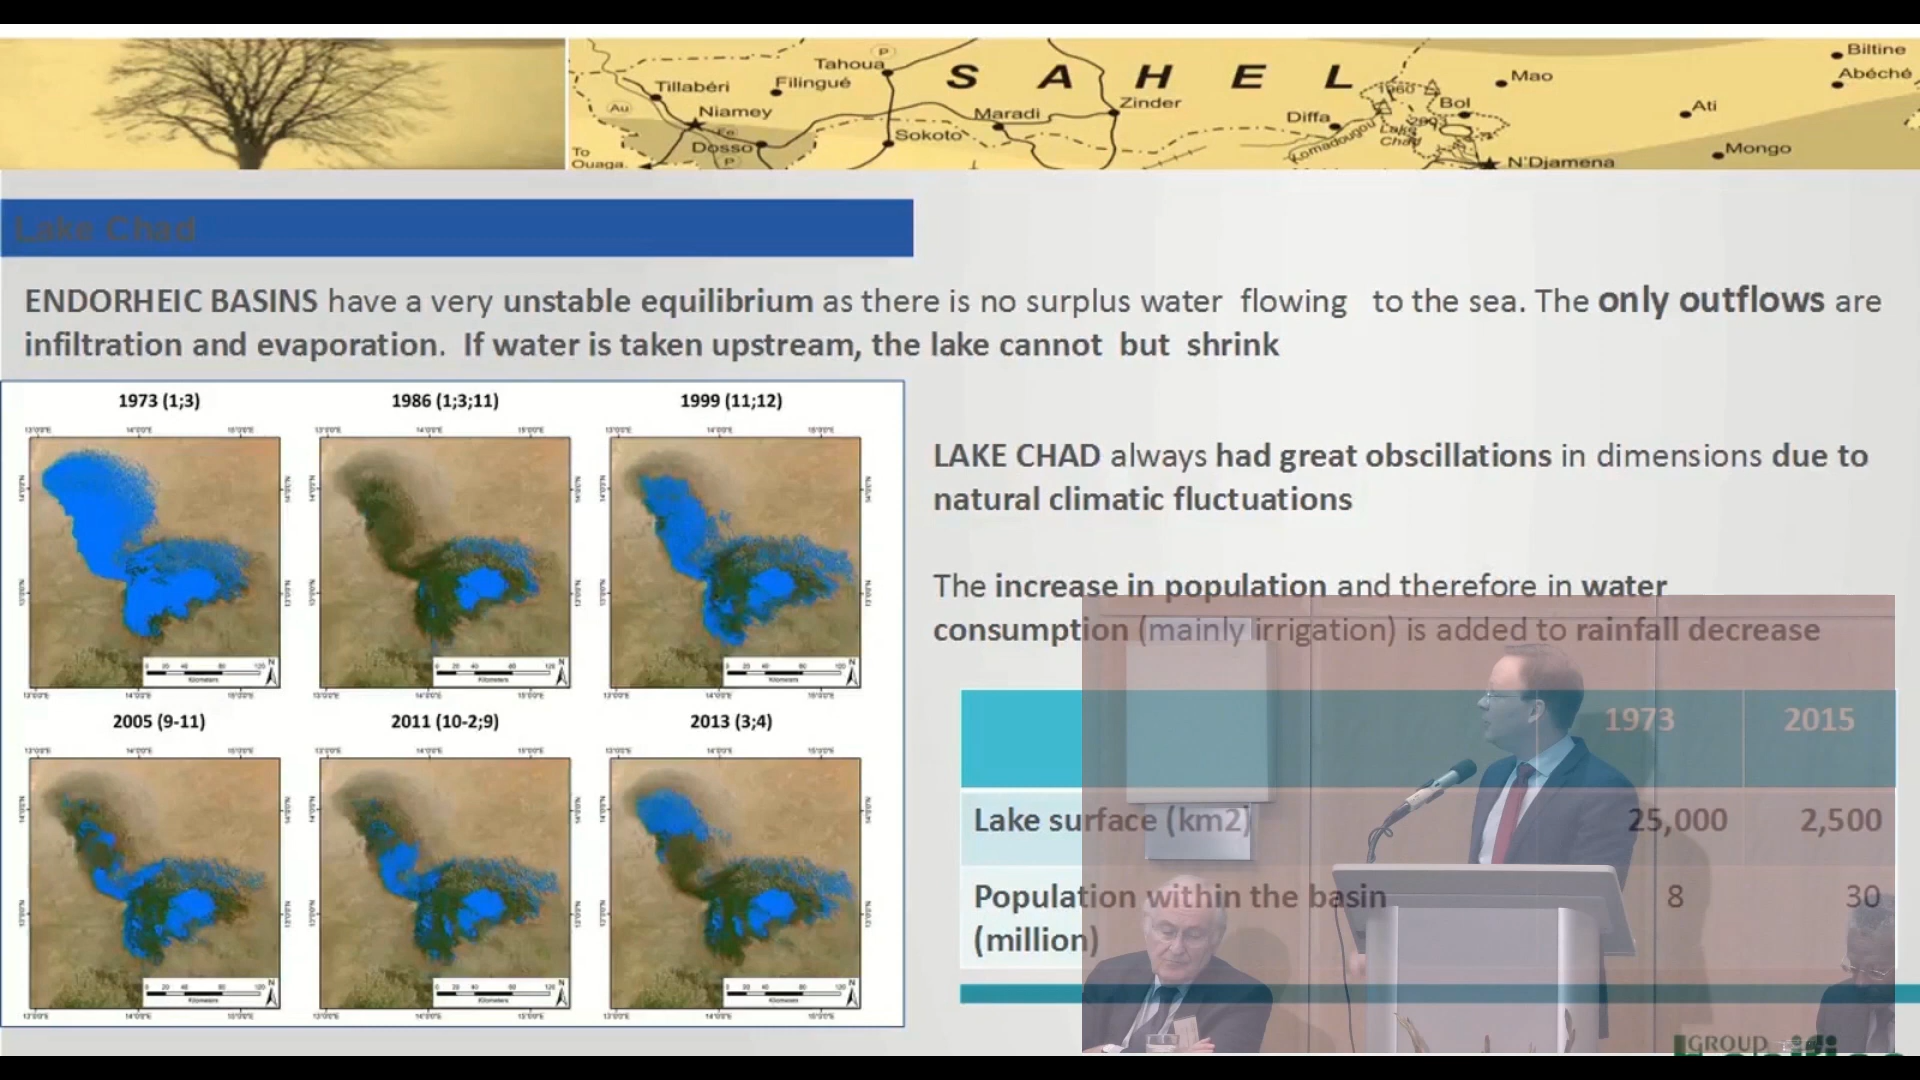 Tahoua
P
SAHEL
Tillabéri
Filingué
Au
Niamey
Maradi
Zinder
Sokoto
Dosso
P
To
Ouaga.
Diffa
Komadougou
1960
Bol
Lake
Chad
Mao
N'Djamena
Ati
Mongo
Biltine
Abéché
Lake Chad
ENDORHEIC BASINS have a very unstable equilibrium as there is no surplus water flowing to the sea. The only outflows are
infiltration and evaporation. If water is taken upstream, the lake cannot but shrink
1973 (1;3)
1986 (1;3;11)
1999 (11;12)
2005 (9-11)
2011 (10-2;9)
2013 (3;4)
LAKE CHAD always had great obscillations in dimensions due to
natural climatic fluctuations
The increase in population and therefore in water
consumption (mainly irrigation) is added to rainfall decrease
1973 2015
Lake surface (km2) 25,000 2,500
Population within the basin 8 30
(million)
GROUP